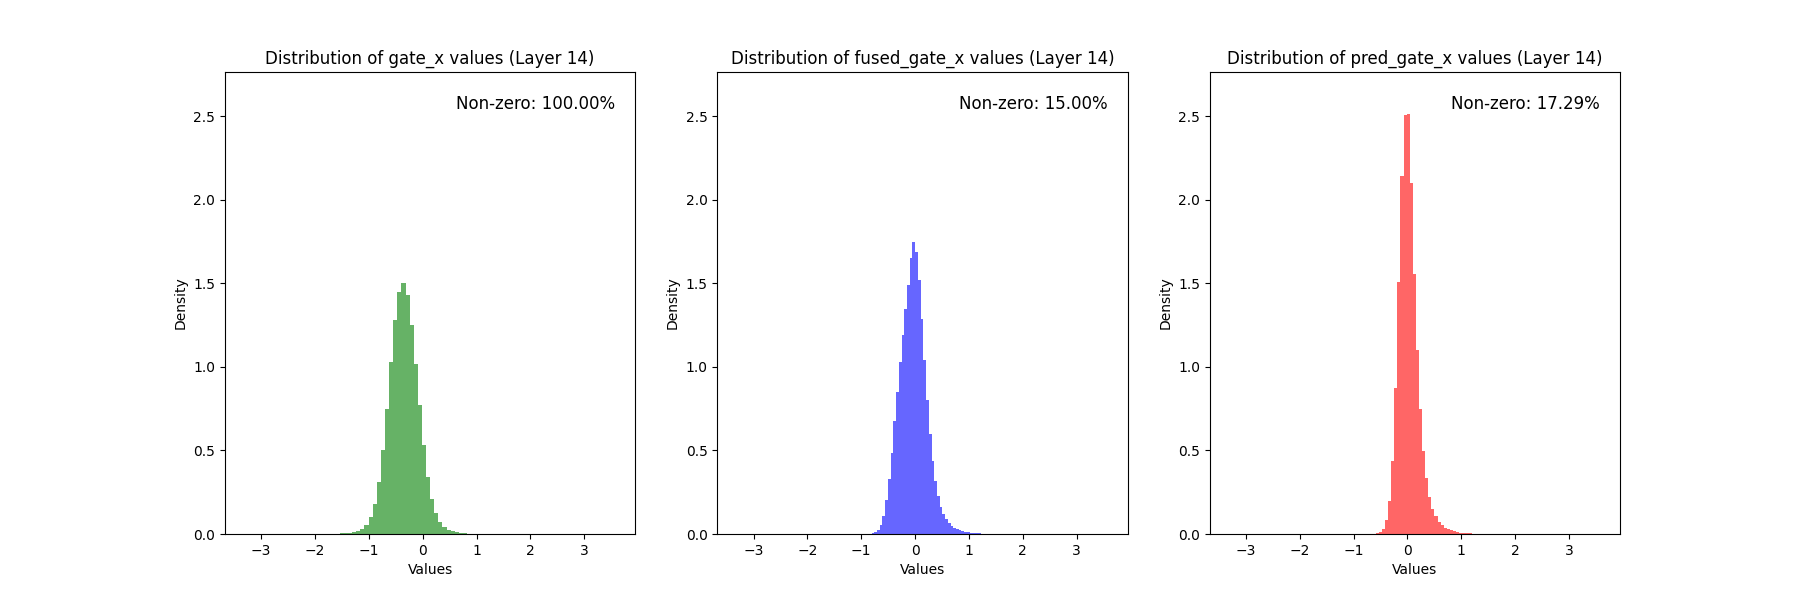 Distribution of gate_x values (Layer 14)
Non-zero: 100.00%
2.5
2.0
1.5
1.0
0.5
0.0
Density
−3 −2 −1 0 1 2 3
Values
Distribution of fused_gate_x values (Layer 14)
Non-zero: 15.00%
2.5
2.0
1.5
1.0
0.5
0.0
Density
−3 −2 −1 0 1 2 3
Values
Distribution of pred_gate_x values (Layer 14)
Non-zero: 17.29%
2.5
2.0
1.5
1.0
0.5
0.0
Density
−3 −2 −1 0 1 2 3
Values